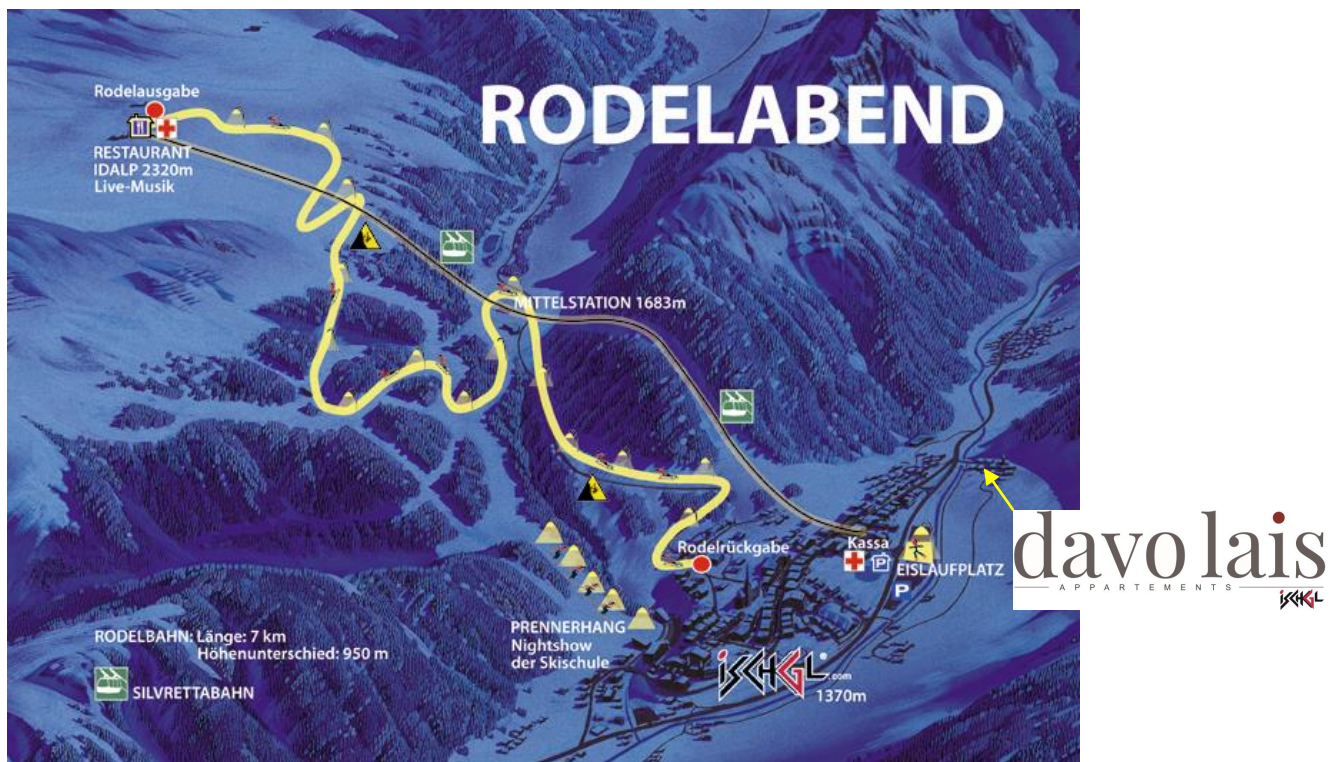 RODELABEND
Rodelausgabe
RESTAURANT
IDALP 2320m
Live-Musik
MITTELSTATION 1683m
Rodelrückgabe
Kassa
P
EISLAUFPLATZ
P
davo lais
APPARTEMENTS
ISCHGL
PRENNERHANG
Nightshow
der Skischule
RODELBAHN: Länge: 7 km
Höhenunterschied: 950 m
SILVRETTABAHN
ISCHGL®
.com
1370m